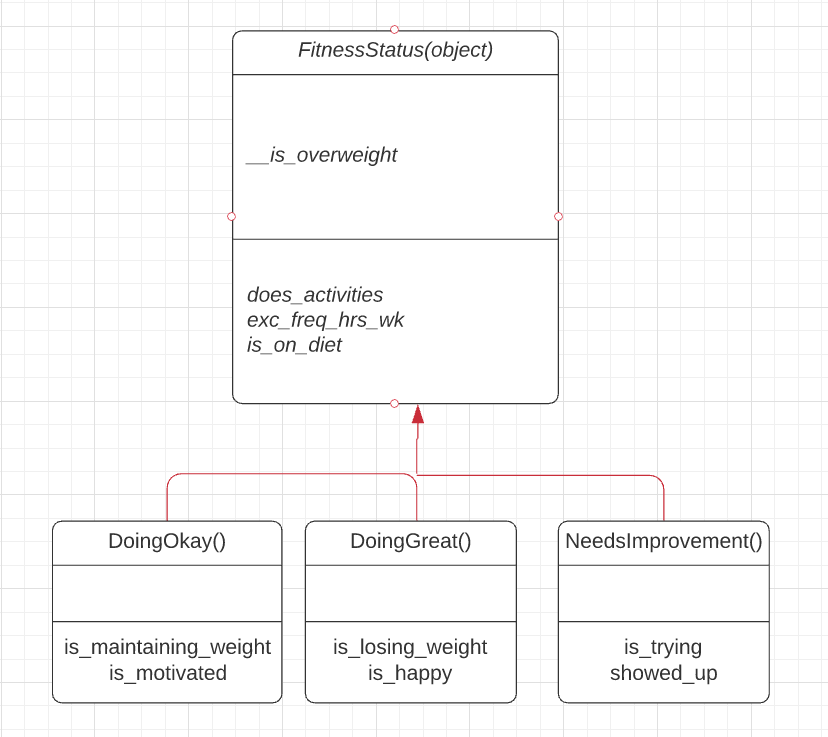 FitnessStatus(object)
__is_overweight
does_activities
exc_freq_hrs_wk
is_on_diet
DoingOkay()
is_maintaining_weight
is_motivated
DoingGreat()
is_losing_weight
is_happy
NeedsImprovement()
is_trying
showed_up